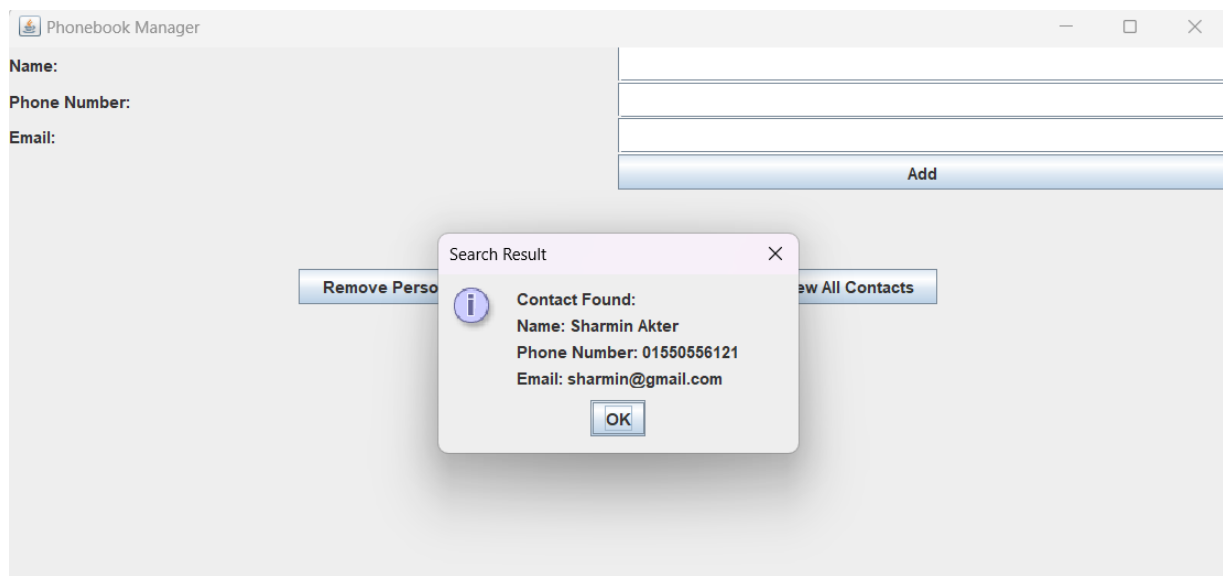 Phonebook Manager
Name:
Phone Number:
Email:
Add
Search Result
Remove Perso
ew All Contacts
Contact Found:
Name: Sharmin Akter
Phone Number: 01550556121
Email: sharmin@gmail.com
OK